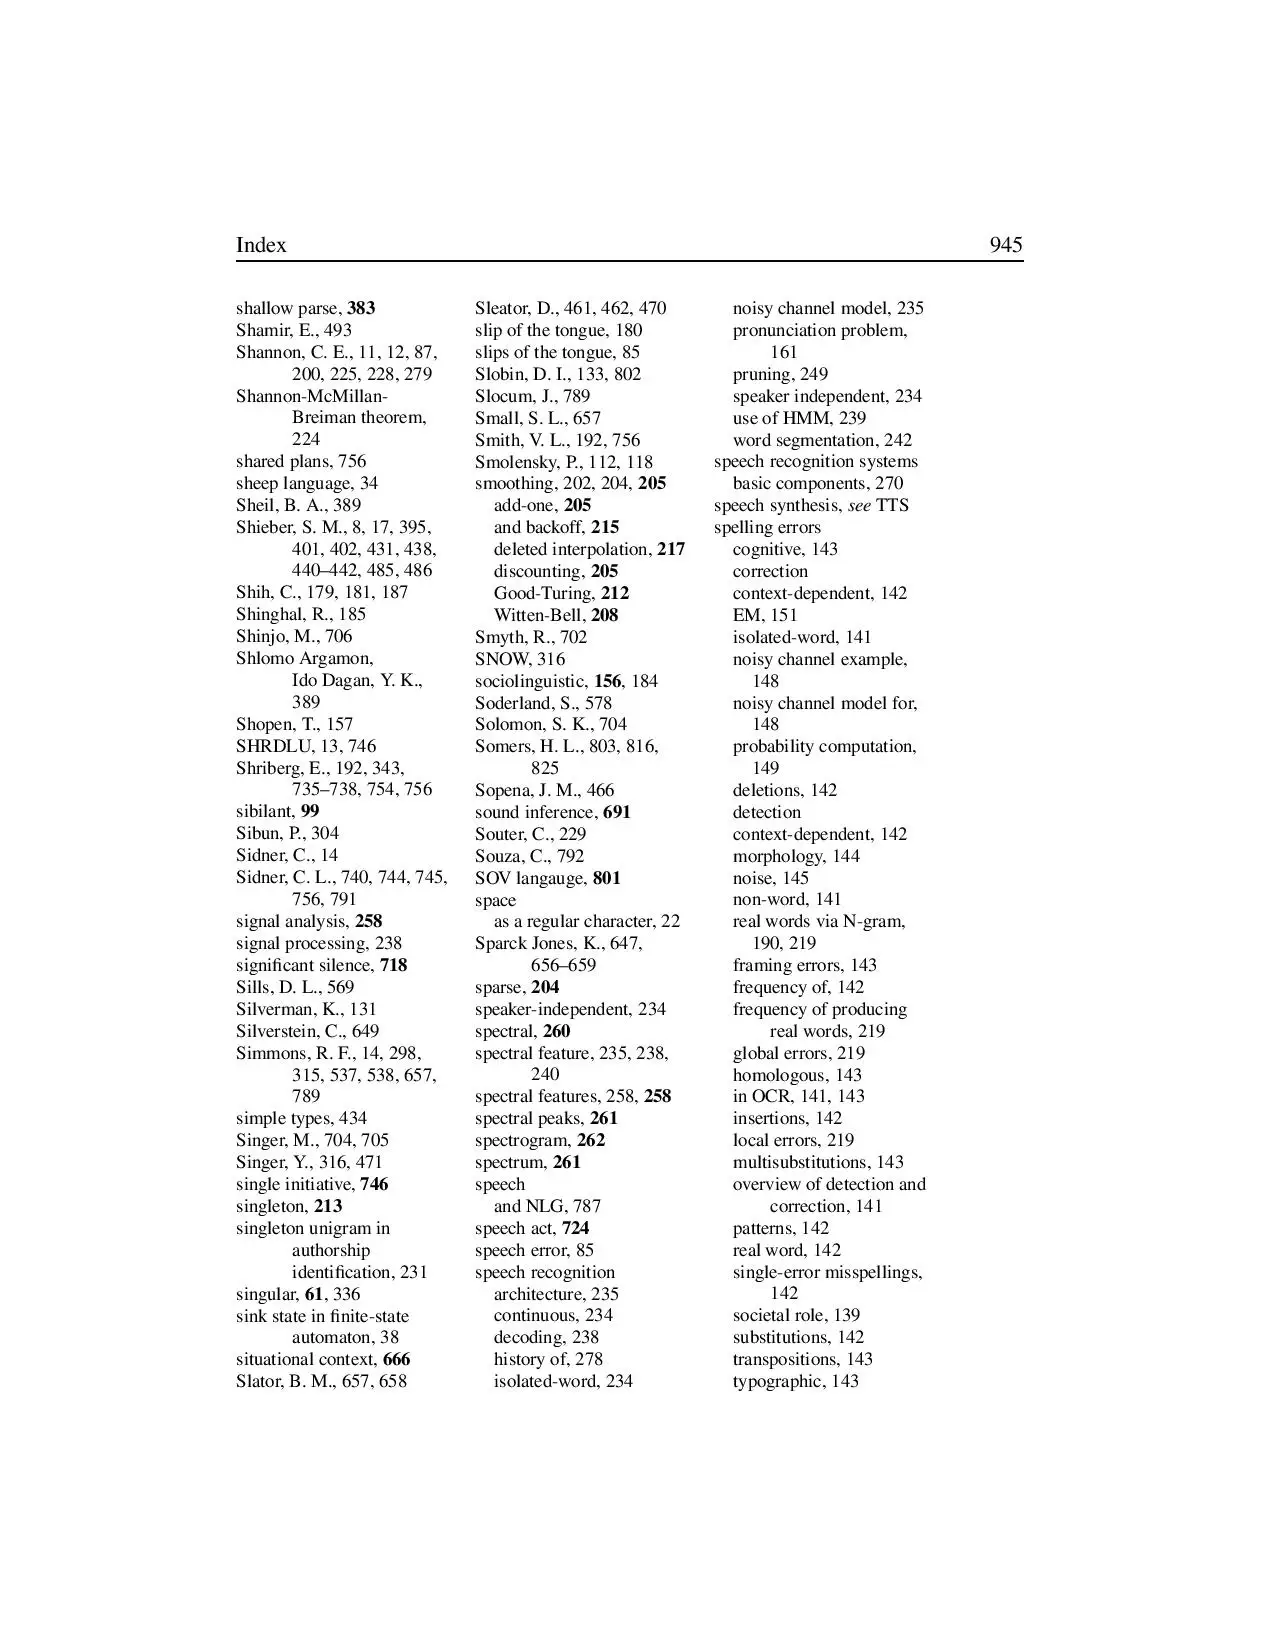 Index 945
shallow parse, 383
Shamir, E., 493
Shannon, C. E., 11, 12, 87,
200, 225, 228, 279
Shannon-McMillan-
Breiman theorem,
224
shared plans, 756
sheep language, 34
Sheil, B. A., 389
Shieber, S. M., 8, 17, 395,
401, 402, 431, 438,
440–442, 485, 486
Shih, C., 179, 181, 187
Shinghal, R., 185
Shinjo, M., 706
Shlomo Argamon,
Ido Dagan, Y. K.,
389
Shopen, T., 157
SHRDLU, 13, 746
Shriberg, E., 192, 343,
735–738, 754, 756
sibilant, 99
Sibun, P., 304
Sidner, C., 14
Sidner, C. L., 740, 744, 745,
756, 791
signal analysis, 258
signal processing, 238
significant silence, 718
Sills, D. L., 569
Silverman, K., 131
Silverstein, C., 649
Simmons, R. F., 14, 298,
315, 537, 538, 657,
789
simple types, 434
Singer, M., 704, 705
Singer, Y., 316, 471
single initiative, 746
singleton, 213
singleton unigram in
authorship
identification, 231
singular, 61, 336
sink state in finite-state
automaton, 38
situational context, 666
Slator, B. M., 657, 658
Sleator, D., 461, 462, 470
slip of the tongue, 180
slips of the tongue, 85
Slobin, D. I., 133, 802
Slocum, J., 789
Small, S. L., 657
Smith, V. L., 192, 756
Smolensky, P., 112, 118
smoothing, 202, 204, 205
add-one, 205
and backoff, 215
deleted interpolation, 217
discounting, 205
Good-Turing, 212
Witten-Bell, 208
Smyth, R., 702
SNOW, 316
sociolinguistic, 156, 184
Soderland, S., 578
Solomon, S. K., 704
Somers, H. L., 803, 816,
825
Sopena, J. M., 466
sound inference, 691
Souter, C., 229
Souza, C., 792
SOV langauge, 801
space
as a regular character, 22
Sparck Jones, K., 647,
656–659
sparse, 204
speaker-independent, 234
spectral, 260
spectral feature, 235, 238,
240
spectral features, 258, 258
spectral peaks, 261
spectrogram, 262
spectrum, 261
speech
and NLG, 787
speech act, 724
speech error, 85
speech recognition
architecture, 235
continuous, 234
decoding, 238
history of, 278
isolated-word, 234
noisy channel model, 235
pronunciation problem,
161
pruning, 249
speaker independent, 234
use of HMM, 239
word segmentation, 242
speech recognition systems
basic components, 270
speech synthesis, see TTS
spelling errors
cognitive, 143
correction
context-dependent, 142
EM, 151
isolated-word, 141
noisy channel example,
148
noisy channel model for,
148
probability computation,
149
deletions, 142
detection
context-dependent, 142
morphology, 144
noise, 145
non-word, 141
real words via N-gram,
190, 219
framing errors, 143
frequency of, 142
frequency of producing
real words, 219
global errors, 219
homologous, 143
in OCR, 141, 143
insertions, 142
local errors, 219
multisubstitutions, 143
overview of detection and
correction, 141
patterns, 142
real word, 142
single-error misspellings,
142
societal role, 139
substitutions, 142
transpositions, 143
typographic, 143